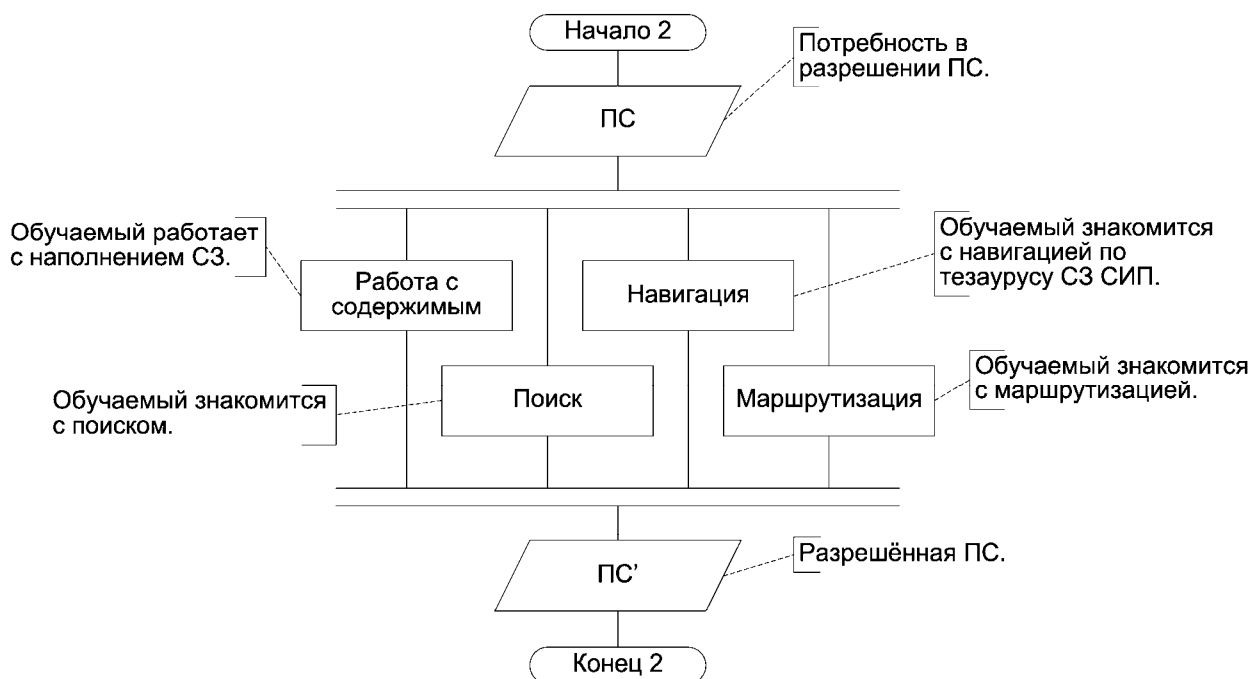 Начало 2
Потребность в
разрешении ПС.
ПС
Обучаемый работает
с наполнением СЗ.
Работа с
содержимым
Навигация
Обучаемый знакомится
с навигацией по
тезаурусу СЗ СИП.
Обучаемый знакомится
с поиском.
Поиск
Маршрутизация
Обучаемый знакомится
с маршрутизацией.
ПС’
Разрешённая ПС.
Конец 2